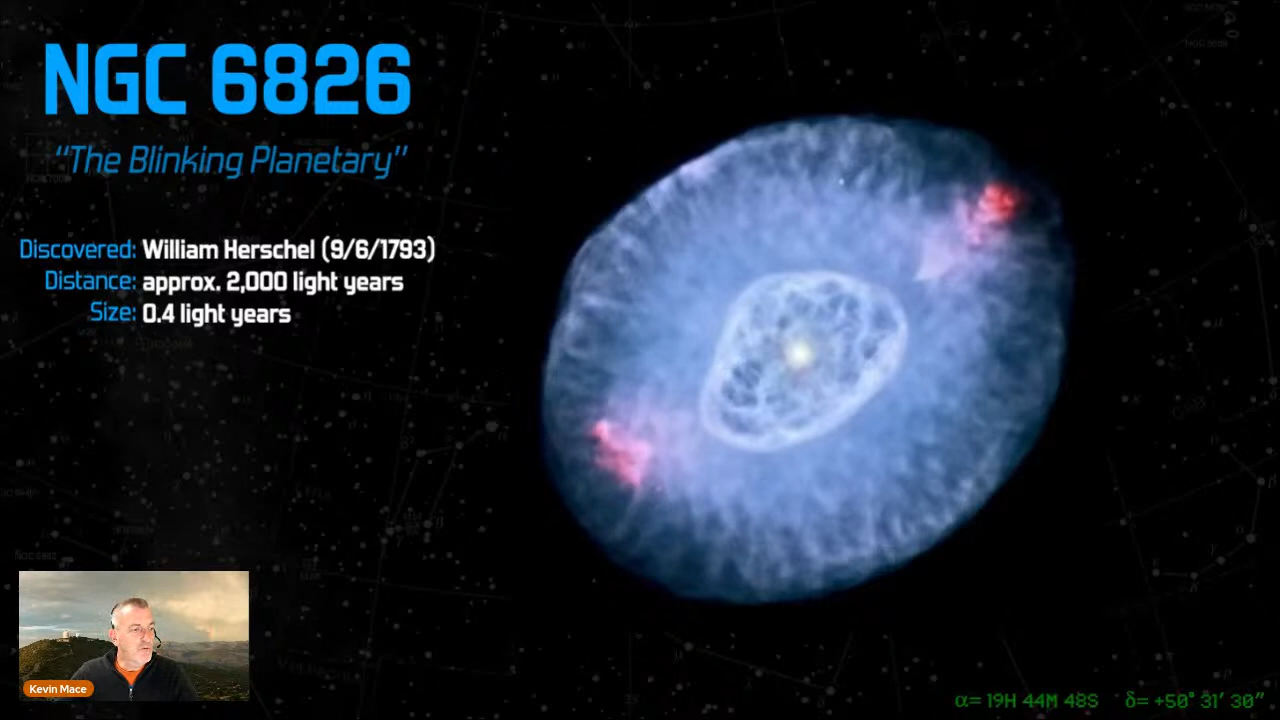 NGC 6826
“The Blinking Planetary”
Discovered: William Herschel (9/6/1793)
Distance: approx. 2,000 light years
Size: 0.4 light years
Kevin Mace
α= 19H 44M 48S δ= +50° 31′ 30″